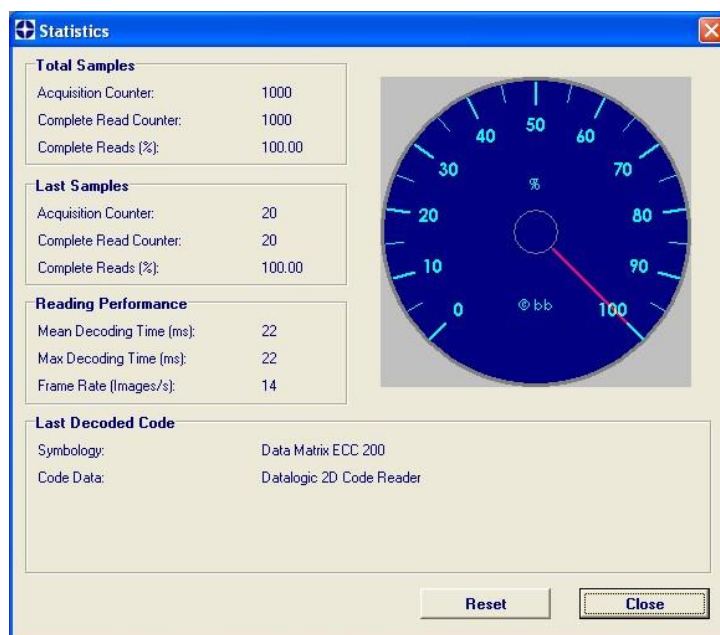 Statistics
Total Samples
Acquisition Counter: 1000
Complete Read Counter: 1000
Complete Reads (%): 100.00
Last Samples
Acquisition Counter: 20
Complete Read Counter: 20
Complete Reads (%): 100.00
Reading Performance
Mean Decoding Time (ms): 22
Max Decoding Time (ms): 22
Frame Rate (Images/s): 14
0
10
20
30
40
50
60
70
80
90
100
%
© bb
Last Decoded Code
Symbology: Data Matrix ECC 200
Code Data: Datalogic 2D Code Reader
Reset Close